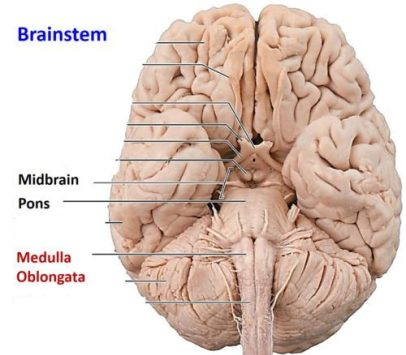 Brainstem
Midbrain
Pons
Medulla
Oblongata